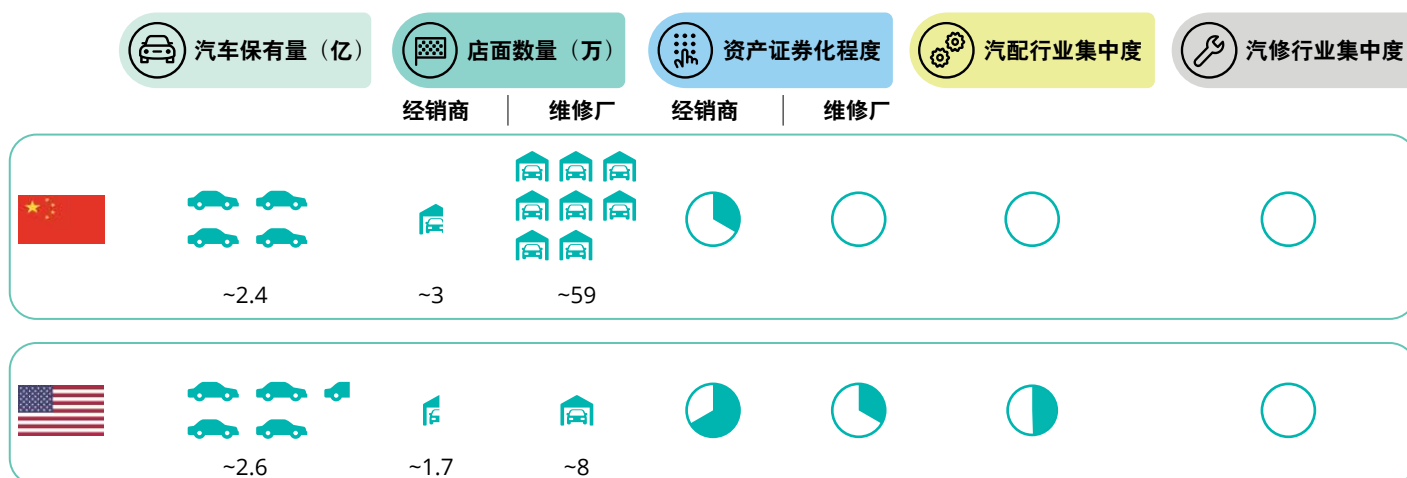 汽车保有量（亿） 店面数量（万） 资产证券化程度 汽配行业集中度 汽修行业集中度
经销商 维修厂 经销商 维修厂
~2.4 ~3 ~59
~2.6 ~1.7 ~8